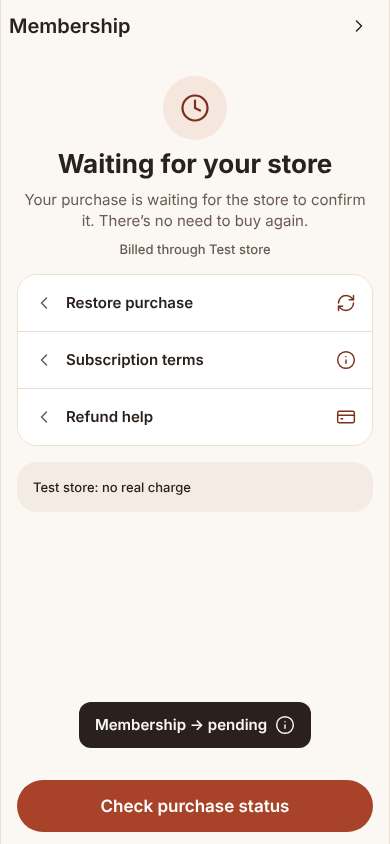 Membership
Waiting for your store
Your purchase is waiting for the store to confirm
it. There’s no need to buy again.
Billed through Test store
Restore purchase
Subscription terms
Refund help
Test store: no real charge
Membership → pending
Check purchase status